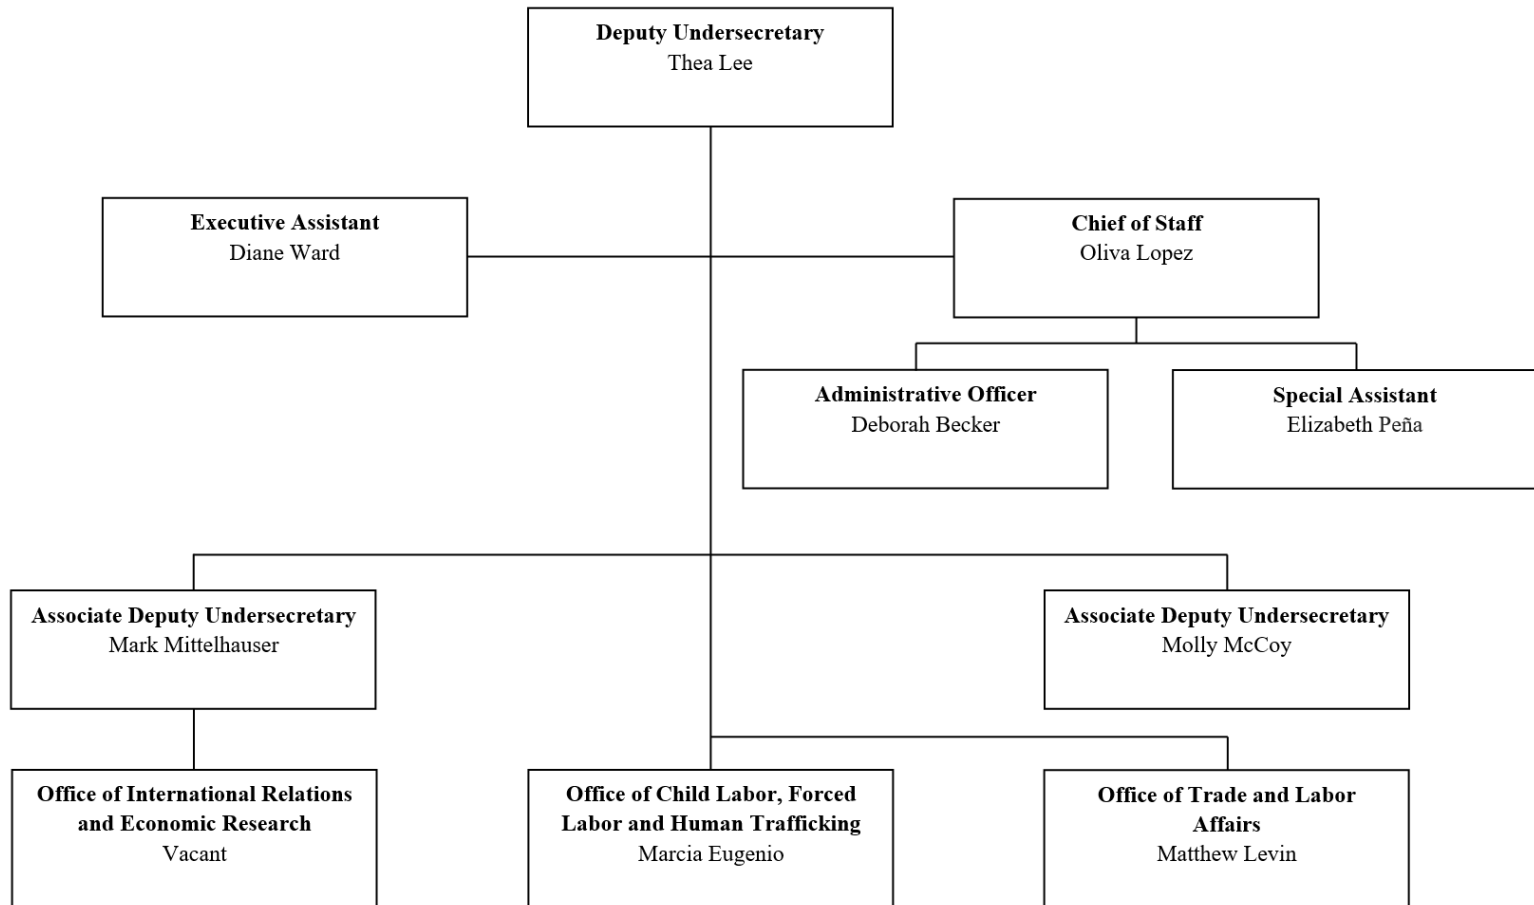 Deputy Undersecretary
Thea Lee
Executive Assistant
Diane Ward
Chief of Staff
Oliva Lopez
Administrative Officer
Deborah Becker
Special Assistant
Elizabeth Peña
Associate Deputy Undersecretary
Mark Mittelhauser
Associate Deputy Undersecretary
Molly McCoy
Office of International Relations
and Economic Research
Vacant
Office of Child Labor, Forced
Labor and Human Trafficking
Marcia Eugenio
Office of Trade and Labor
Affairs
Matthew Levin